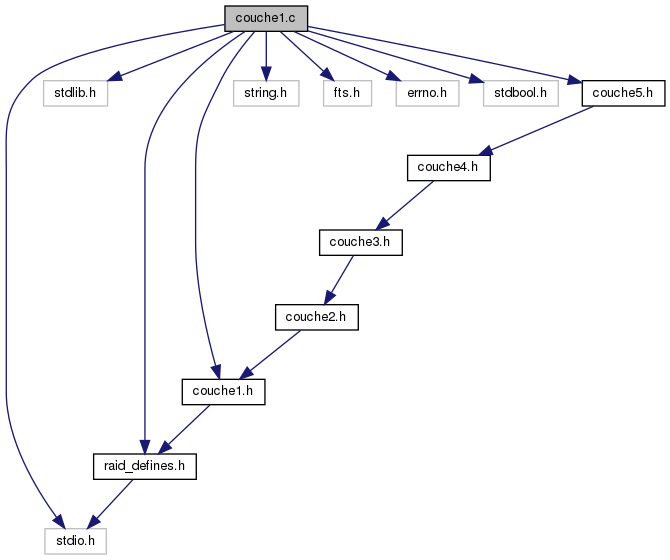 couche1.c
stdlib.h
string.h
fts.h
errno.h
stdbool.h
couche5.h
couche4.h
couche3.h
couche2.h
couche1.h
raid_defines.h
stdio.h